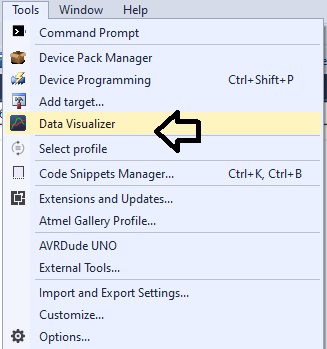 Tools Window Help
Command Prompt
Device Pack Manager
Device Programming Ctrl+Shift+P
Add target...
Data Visualizer
Select profile
Code Snippets Manager... Ctrl+K, Ctrl+B
Extensions and Updates...
Atmel Gallery Profile...
AVRDude UNO
External Tools...
Import and Export Settings...
Customize...
Options...